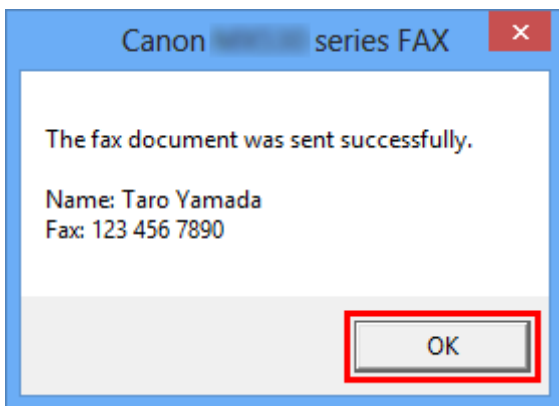 Canon series FAX
The fax document was sent successfully.
Name: Taro Yamada
Fax: 123 456 7890
OK